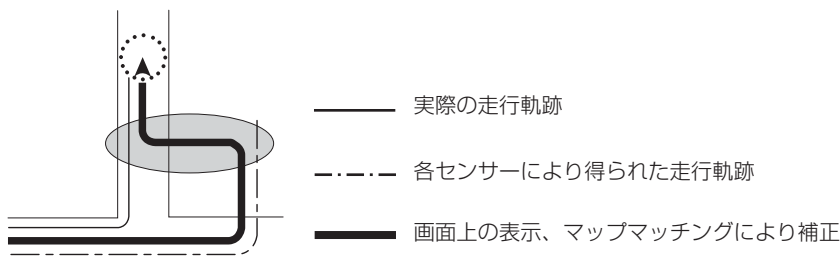 実際の走行軌跡
各センサーにより得られた走行軌跡
画面上の表示、マップマッチングにより補正